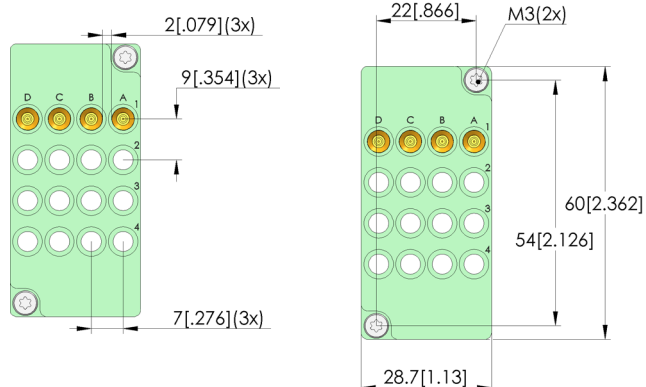 2[.079](3x)
9[.354](3x)
D C B A
1
2
3
4
7[.276](3x)
22[.866]
M3(2x)
D C B A
1
2
3
4
60[2.362]
54[2.126]
28.7[1.13]